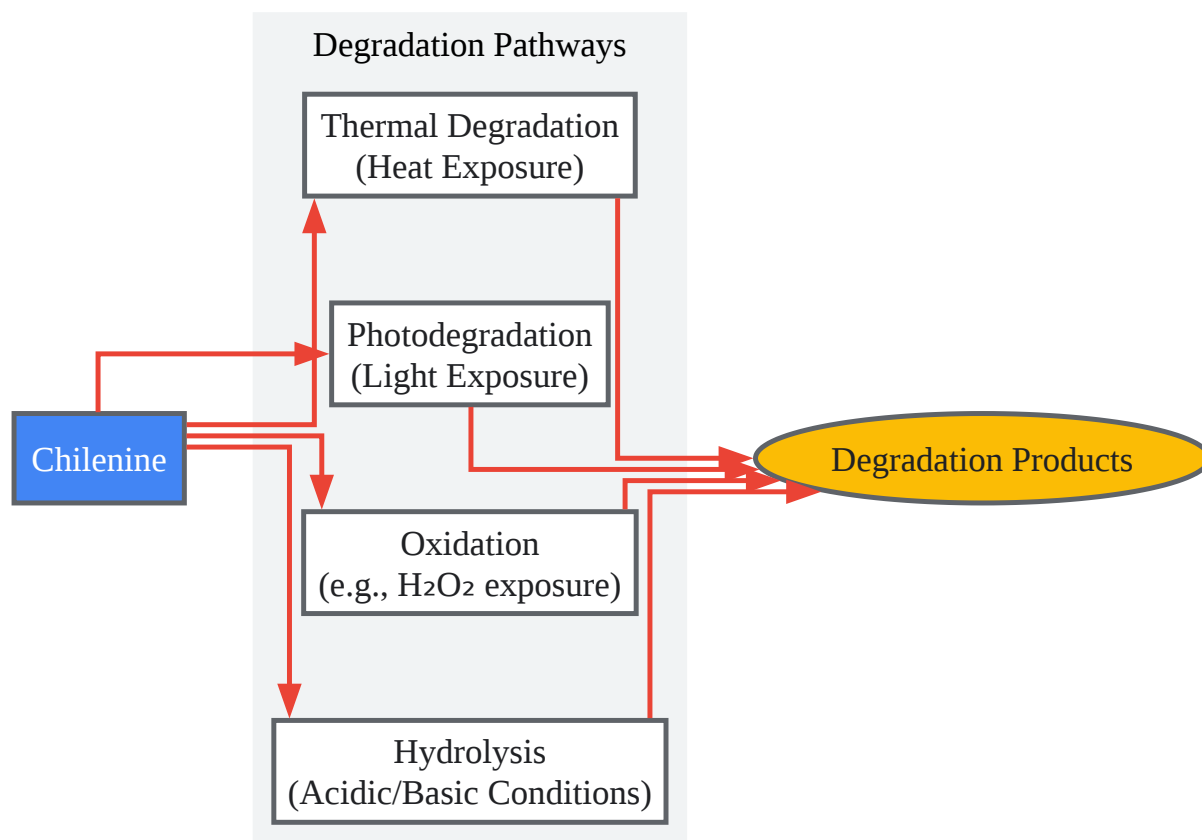 Degradation Pathways
Thermal Degradation
(Heat Exposure)
Photodegradation
(Light Exposure)
Chilenine
Degradation Products
Oxidation
(e.g., H₂O₂ exposure)
Hydrolysis
(Acidic/Basic Conditions)